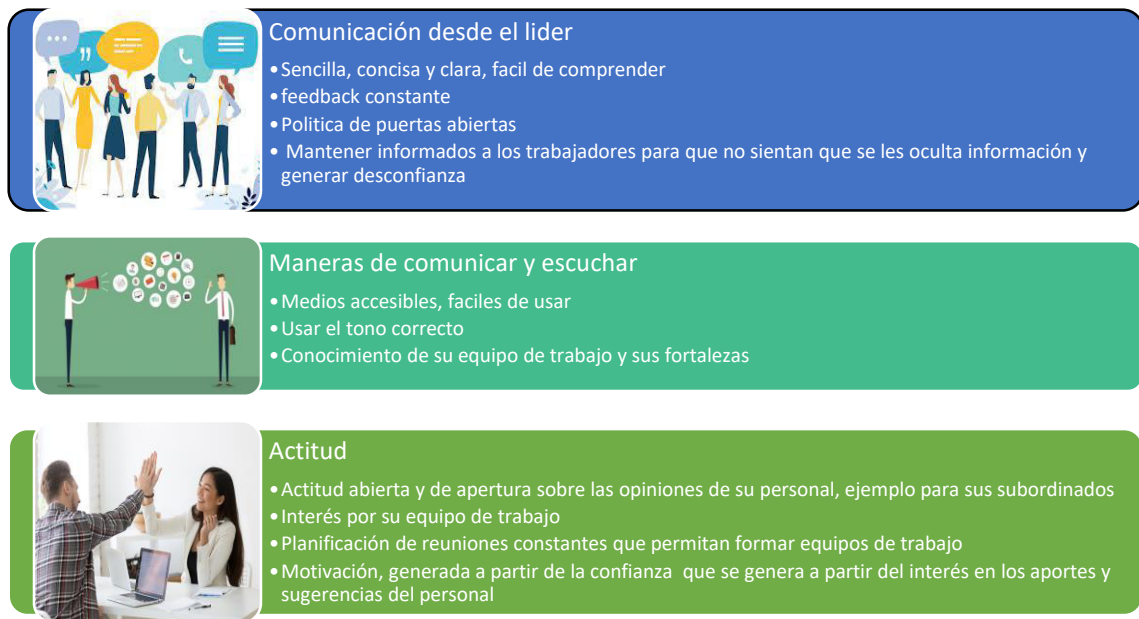 Comunicación desde el lider
•Sencilla, concisa y clara, facil de comprender
•feedback constante
•Politica de puertas abiertas
• Mantener informados a los trabajadores para que no sientan que se les oculta información y
generar desconfianza
Maneras de comunicar y escuchar
•Medios accesibles, faciles de usar
•Usar el tono correcto
•Conocimiento de su equipo de trabajo y sus fortalezas
Actitud
•Actitud abierta y de apertura sobre las opiniones de su personal, ejemplo para sus subordinados
•Interés por su equipo de trabajo
•Planificación de reuniones constantes que permitan formar equipos de trabajo
•Motivación, generada a partir de la confianza  que se genera a partir del interés en los aportes y
sugerencias del personal